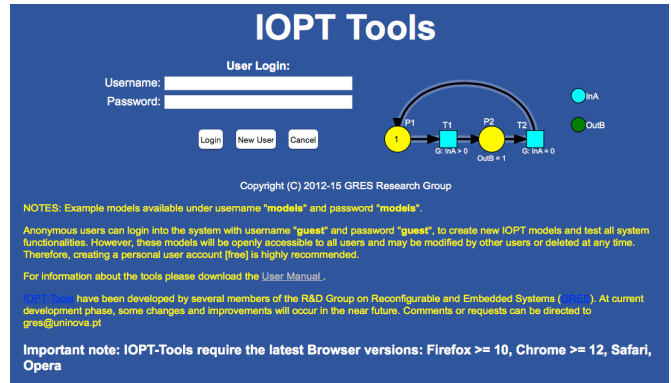 IOPT Tools
User Login:
Username:
Password:
Login New User Cancel
P1 T1 P2 T2
1
G: InA > 0 OutB = 1 G: InA = 0
InA
OutB
Copyright (C) 2012-15 GRES Research Group
NOTES: Example models available under username "models" and password "models".
Anonymous users can login into the system with username "guest" and password "guest", to create new IOPT models and test all system
functionalities. However, these models will be openly accessible to all users and may be modified by other users or deleted at any time.
Therefore, creating a personal user account [free] is highly recommended.
For information about the tools please download the User Manual .
IOPT-Tools have been developed by several members of the R&D Group on Reconfigurable and Embedded Systems (GRES). At current
development phase, some changes and improvements will occur in the near future. Comments or requests can be directed to
gres@uninova.pt
Important note: IOPT-Tools require the latest Browser versions: Firefox >= 10, Chrome >= 12, Safari,
Opera